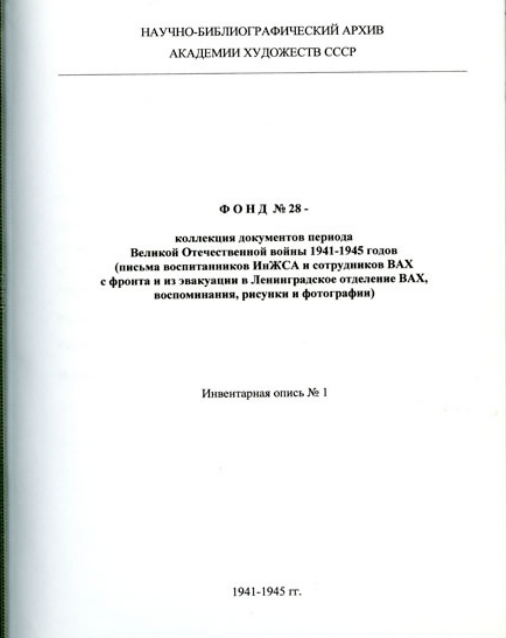 НАУЧНО-БИБЛИОГРАФИЧЕСКИЙ АРХИВ
АКАДЕМИИ ХУДОЖЕСТВ СССР
Ф О Н Д № 28 -
коллекция документов периода
Великой Отечественной войны 1941-1945 годов
(письма воспитанников ИнЖСА и сотрудников ВАХ
с фронта и из эвакуации в Ленинградское отделение ВАХ,
воспоминания, рисунки и фотографии)
Инвентарная опись № 1
1941-1945 гг.